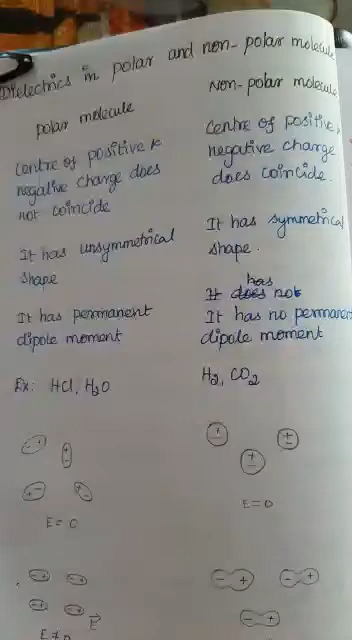 Dielectrics in polar and non-polar molecule
polar molecule
Centre of positive &
negative charge does
not coincide
It has unsymmetrical
shape
It has permanent
dipole moment
Ex: HCl, H₂O
E = 0
E ≠ 0
Non-polar molecule
Centre of positive &
negative charge
does coincide.
It has symmetrical
shape.
has
It does not
It has no permanent
dipole moment
H₂, CO₂
E = 0